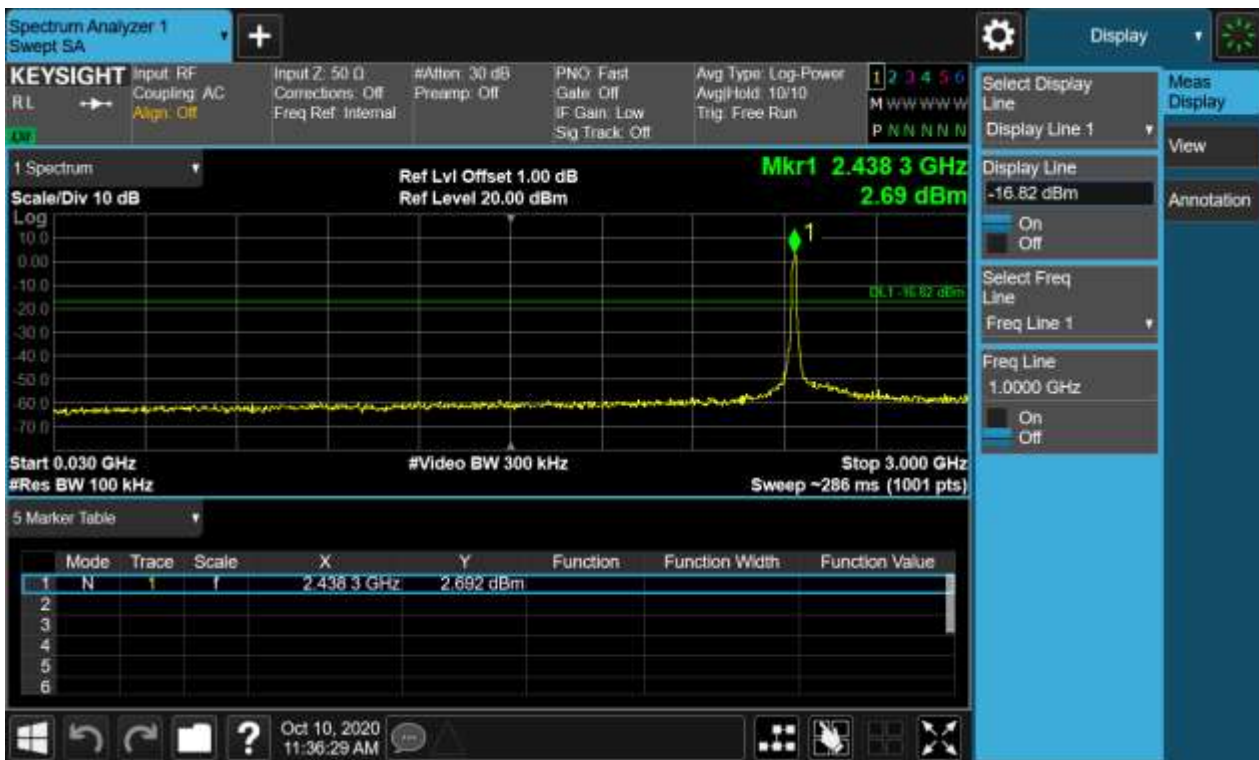 Spectrum Analyzer 1
Swept SA
Display
KEYSIGHT
RL
Input: RF
Coupling: AC
Align: Off
Input Z: 50 Ω
Corrections: Off
Freq Ref: Internal
#Atten: 30 dB
Preamp: Off
PNO: Fast
Gate: Off
IF Gain: Low
Sig Track: Off
Avg Type: Log-Power
Avg|Hold: 10/10
Trig: Free Run
1 2 3 4 5 6
M W W W W W
P N N N N N
1 Spectrum
Scale/Div 10 dB
Ref Lvl Offset 1.00 dB
Ref Level 20.00 dBm
Mkr1 2.438 3 GHz
2.69 dBm
Log
10.0
0.00
-10.0
-20.0
-30.0
-40.0
-50.0
-60.0
-70.0
1
DL1 -16.82 dBm
Start 0.030 GHz
#Res BW 100 kHz
#Video BW 300 kHz
Stop 3.000 GHz
Sweep ~286 ms (1001 pts)
5 Marker Table
Mode Trace Scale X Y Function Function Width Function Value
1 N 1 f 2.438 3 GHz 2.692 dBm
2
3
4
5
6
Oct 10, 2020
11:36:29 AM
Select Display
Line
Display Line 1
Display Line
-16.82 dBm
On
Off
Select Freq
Line
Freq Line 1
Freq Line
1.0000 GHz
On
Off
Meas
Display
View
Annotation